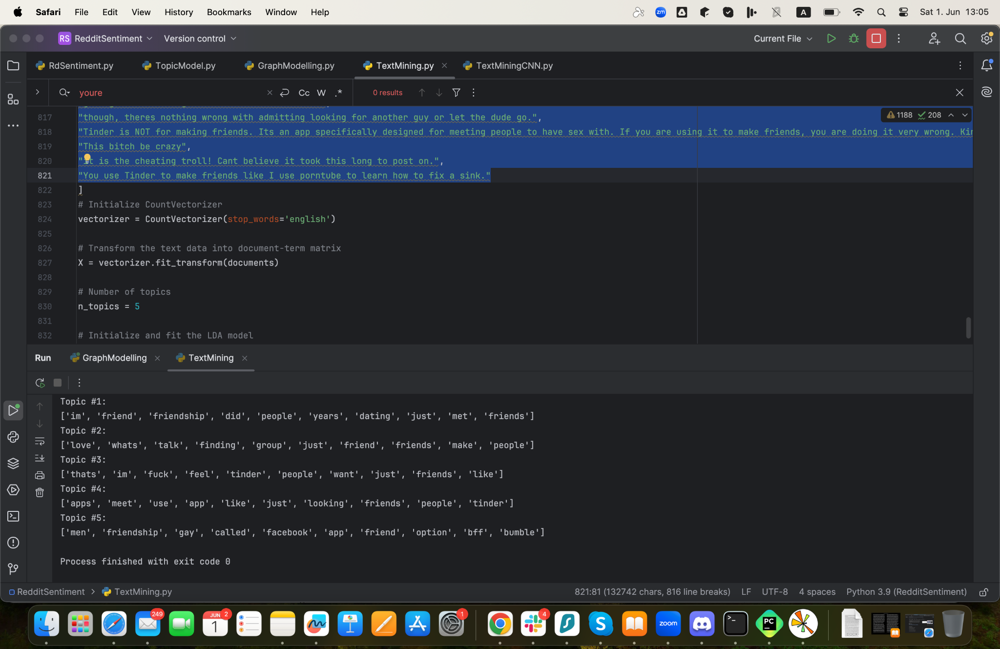 Safari File Edit View History Bookmarks Window Help zm A Sat 1. Jun 13:05
RS RedditSentiment Version control Current File
RdSentiment.py TopicModel.py GraphModelling.py TextMining.py TextMiningCNN.py
youre Cc W .* 0 results
1188 208
817 "though, theres nothing wrong with admitting looking for another guy or let the dude go.",
818 "Tinder is NOT for making friends. Its an app specifically designed for meeting people to have sex with. If you are using it to make friends, you are doing it very wrong. Kin
819 "This bitch be crazy",
820 "It is the cheating troll! Cant believe it took this long to post on.",
821 "You use Tinder to make friends like I use porntube to learn how to fix a sink."
822 ]
823 # Initialize CountVectorizer
824 vectorizer = CountVectorizer(stop_words='english')
825
826 # Transform the text data into document-term matrix
827 X = vectorizer.fit_transform(documents)
828
829 # Number of topics
830 n_topics = 5
831
832 # Initialize and fit the LDA model
Run GraphModelling TextMining
Topic #1:
['im', 'friend', 'friendship', 'did', 'people', 'years', 'dating', 'just', 'met', 'friends']
Topic #2:
['love', 'whats', 'talk', 'finding', 'group', 'just', 'friend', 'friends', 'make', 'people']
Topic #3:
['thats', 'im', 'fuck', 'feel', 'tinder', 'people', 'want', 'just', 'friends', 'like']
Topic #4:
['apps', 'meet', 'use', 'app', 'like', 'just', 'looking', 'friends', 'people', 'tinder']
Topic #5:
['men', 'friendship', 'gay', 'called', 'facebook', 'app', 'friend', 'option', 'bff', 'bumble']
Process finished with exit code 0
RedditSentiment > TextMining.py 821:81 (132742 chars, 816 line breaks) LF UTF-8 4 spaces Python 3.9 (RedditSentiment)
249 JUN 1 2 1 4 S zoom >_ PC DOCX